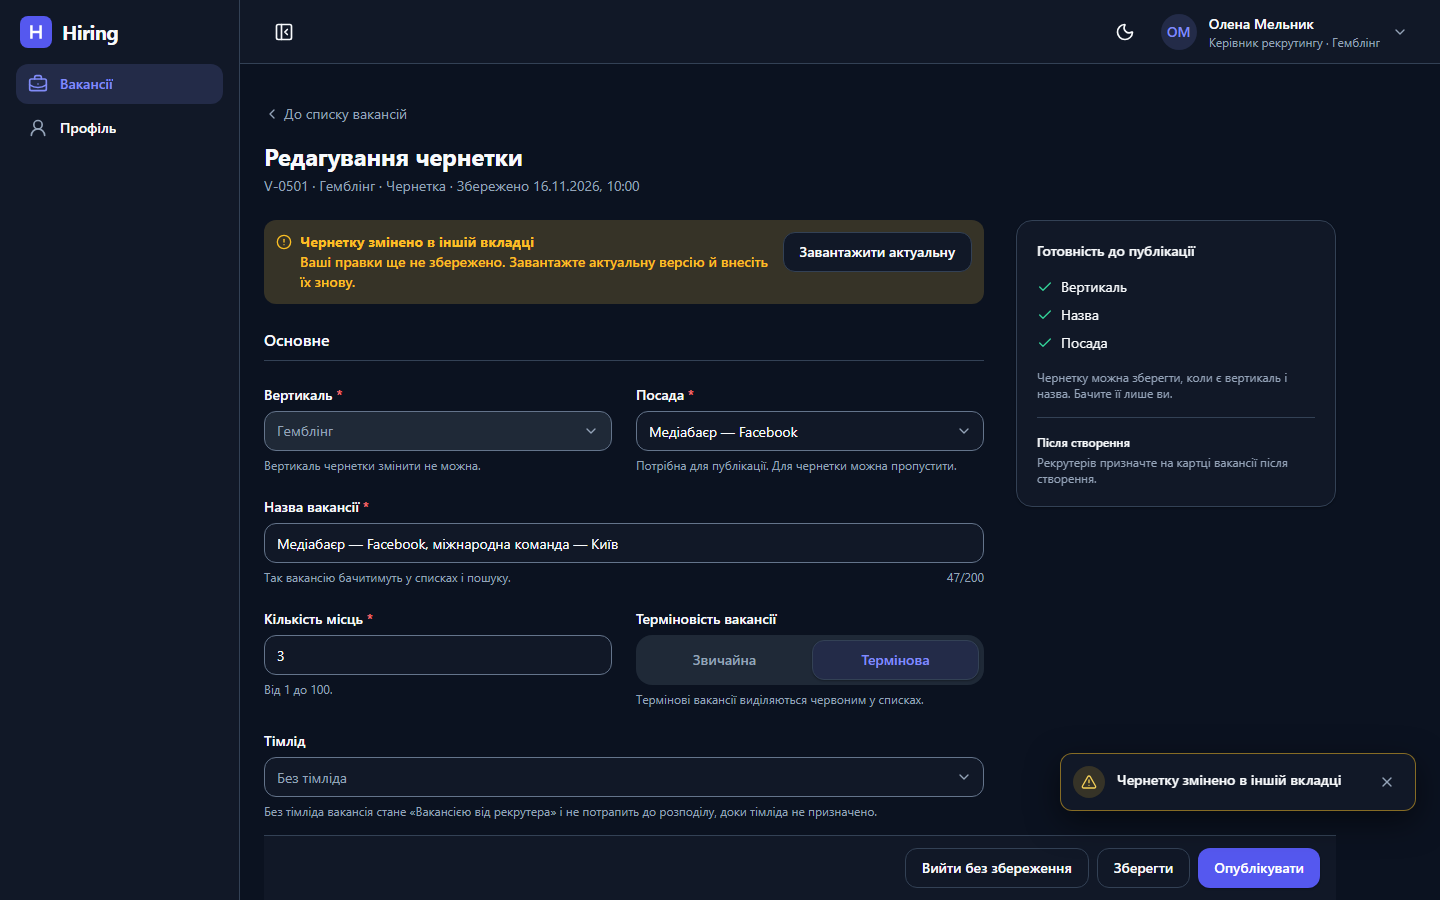 H Hiring
Вакансії
Профіль
ОМ
Олена Мельник
Керівник рекрутингу · Гемблінг
До списку вакансій
Редагування чернетки
V-0501 · Гемблінг · Чернетка · Збережено 16.11.2026, 10:00
Чернетку змінено в іншій вкладці
Ваші правки ще не збережено. Завантажте актуальну версію й внесіть
їх знову.
Завантажити актуальну
Основне
Вертикаль *
Гемблінг
Вертикаль чернетки змінити не можна.
Посада *
Медіабаєр — Facebook
Потрібна для публікації. Для чернетки можна пропустити.
Назва вакансії *
Медіабаєр — Facebook, міжнародна команда — Київ
Так вакансію бачитимуть у списках і пошуку.
47/200
Кількість місць *
3
Від 1 до 100.
Терміновість вакансії
Звичайна
Термінова
Термінові вакансії виділяються червоним у списках.
Тімлід
Без тімліда
Без тімліда вакансія стане «Вакансією від рекрутера» і не потрапить до розподілу, доки тімліда не призначено.
Готовність до публікації
Вертикаль
Назва
Посада
Чернетку можна зберегти, коли є вертикаль і
назва. Бачите її лише ви.
Після створення
Рекрутерів призначте на картці вакансії після
створення.
Чернетку змінено в іншій вкладці
Вийти без збереження
Зберегти
Опублікувати